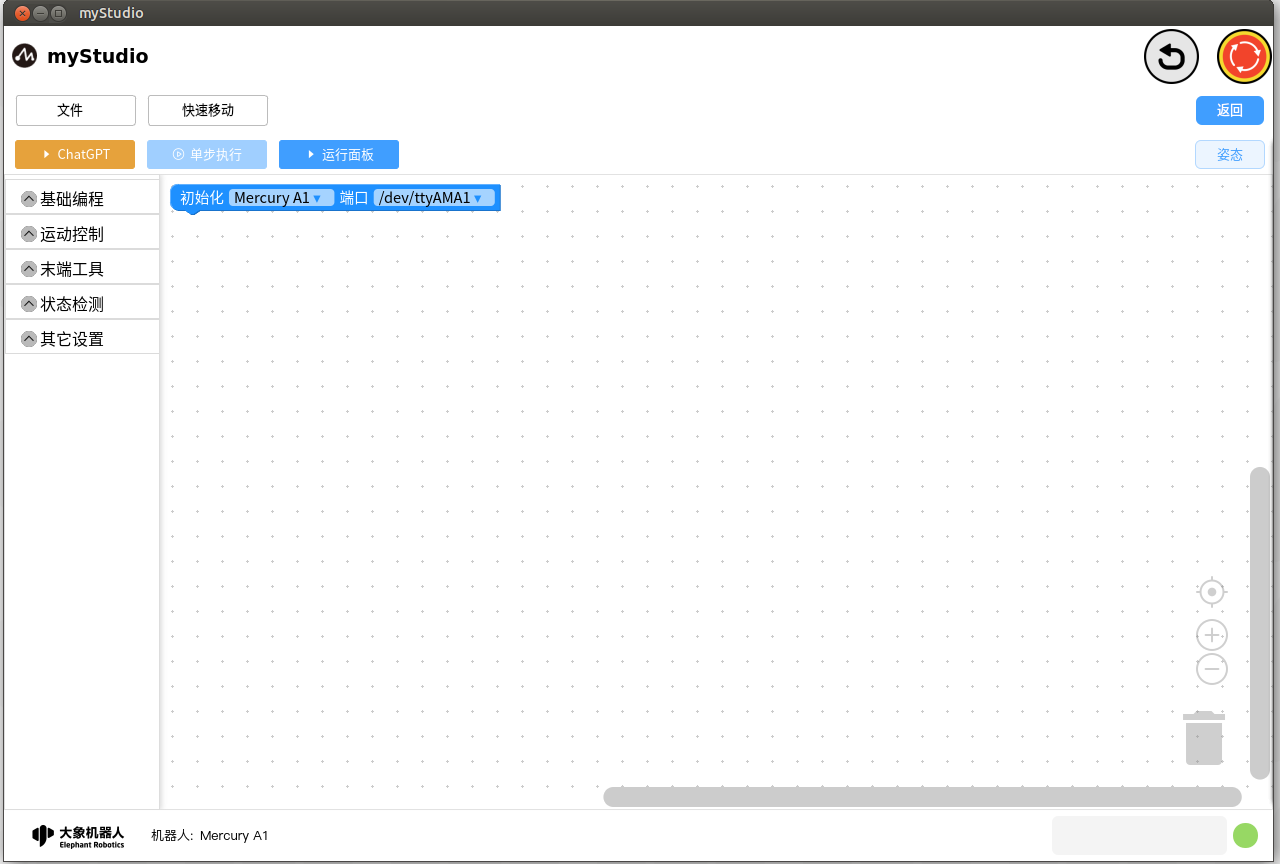 myStudio
myStudio
文件 快速移动 返回
ChatGPT 单步执行 运行面板 姿态
初始化 Mercury A1 端口 /dev/ttyAMA1
基础编程
运动控制
末端工具
状态检测
其它设置
大象机器人
Elephant Robotics
机器人: Mercury A1